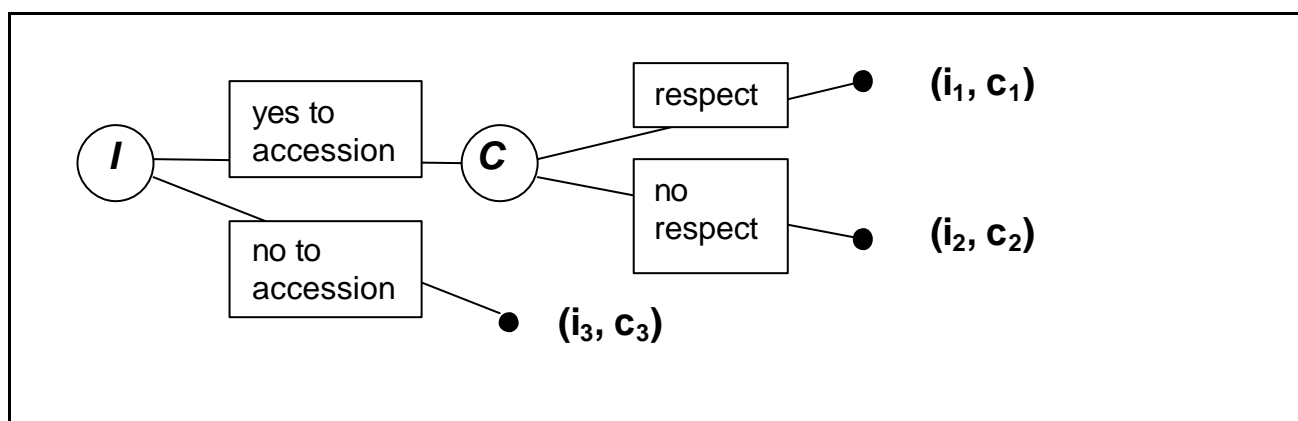 I
yes to
accession
C
respect
(i₁, c₁)
no
respect
(i₂, c₂)
no to
accession
(i₃, c₃)